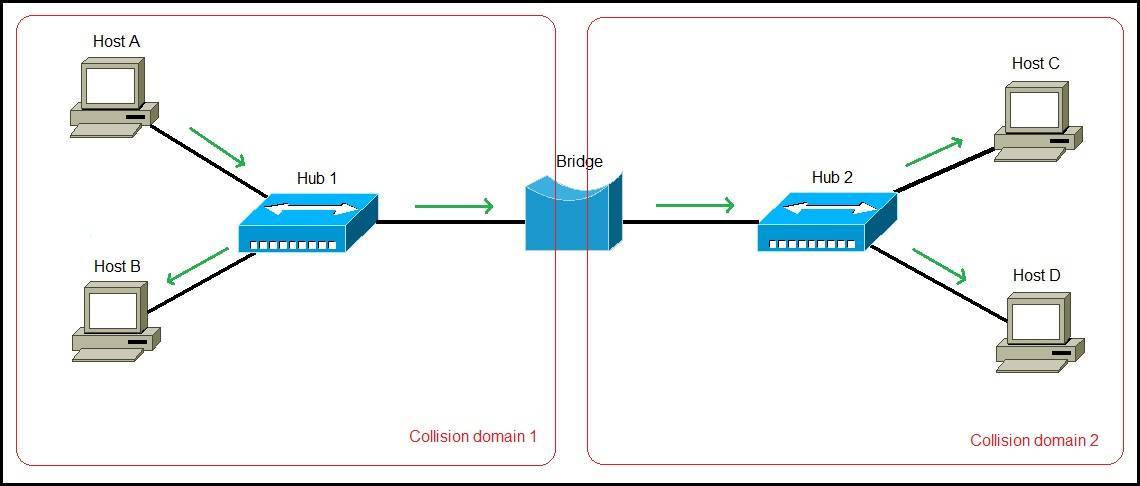 Host A
Host C
Bridge
Hub 1
Hub 2
Host B
Host D
Collision domain 1
Collision domain 2